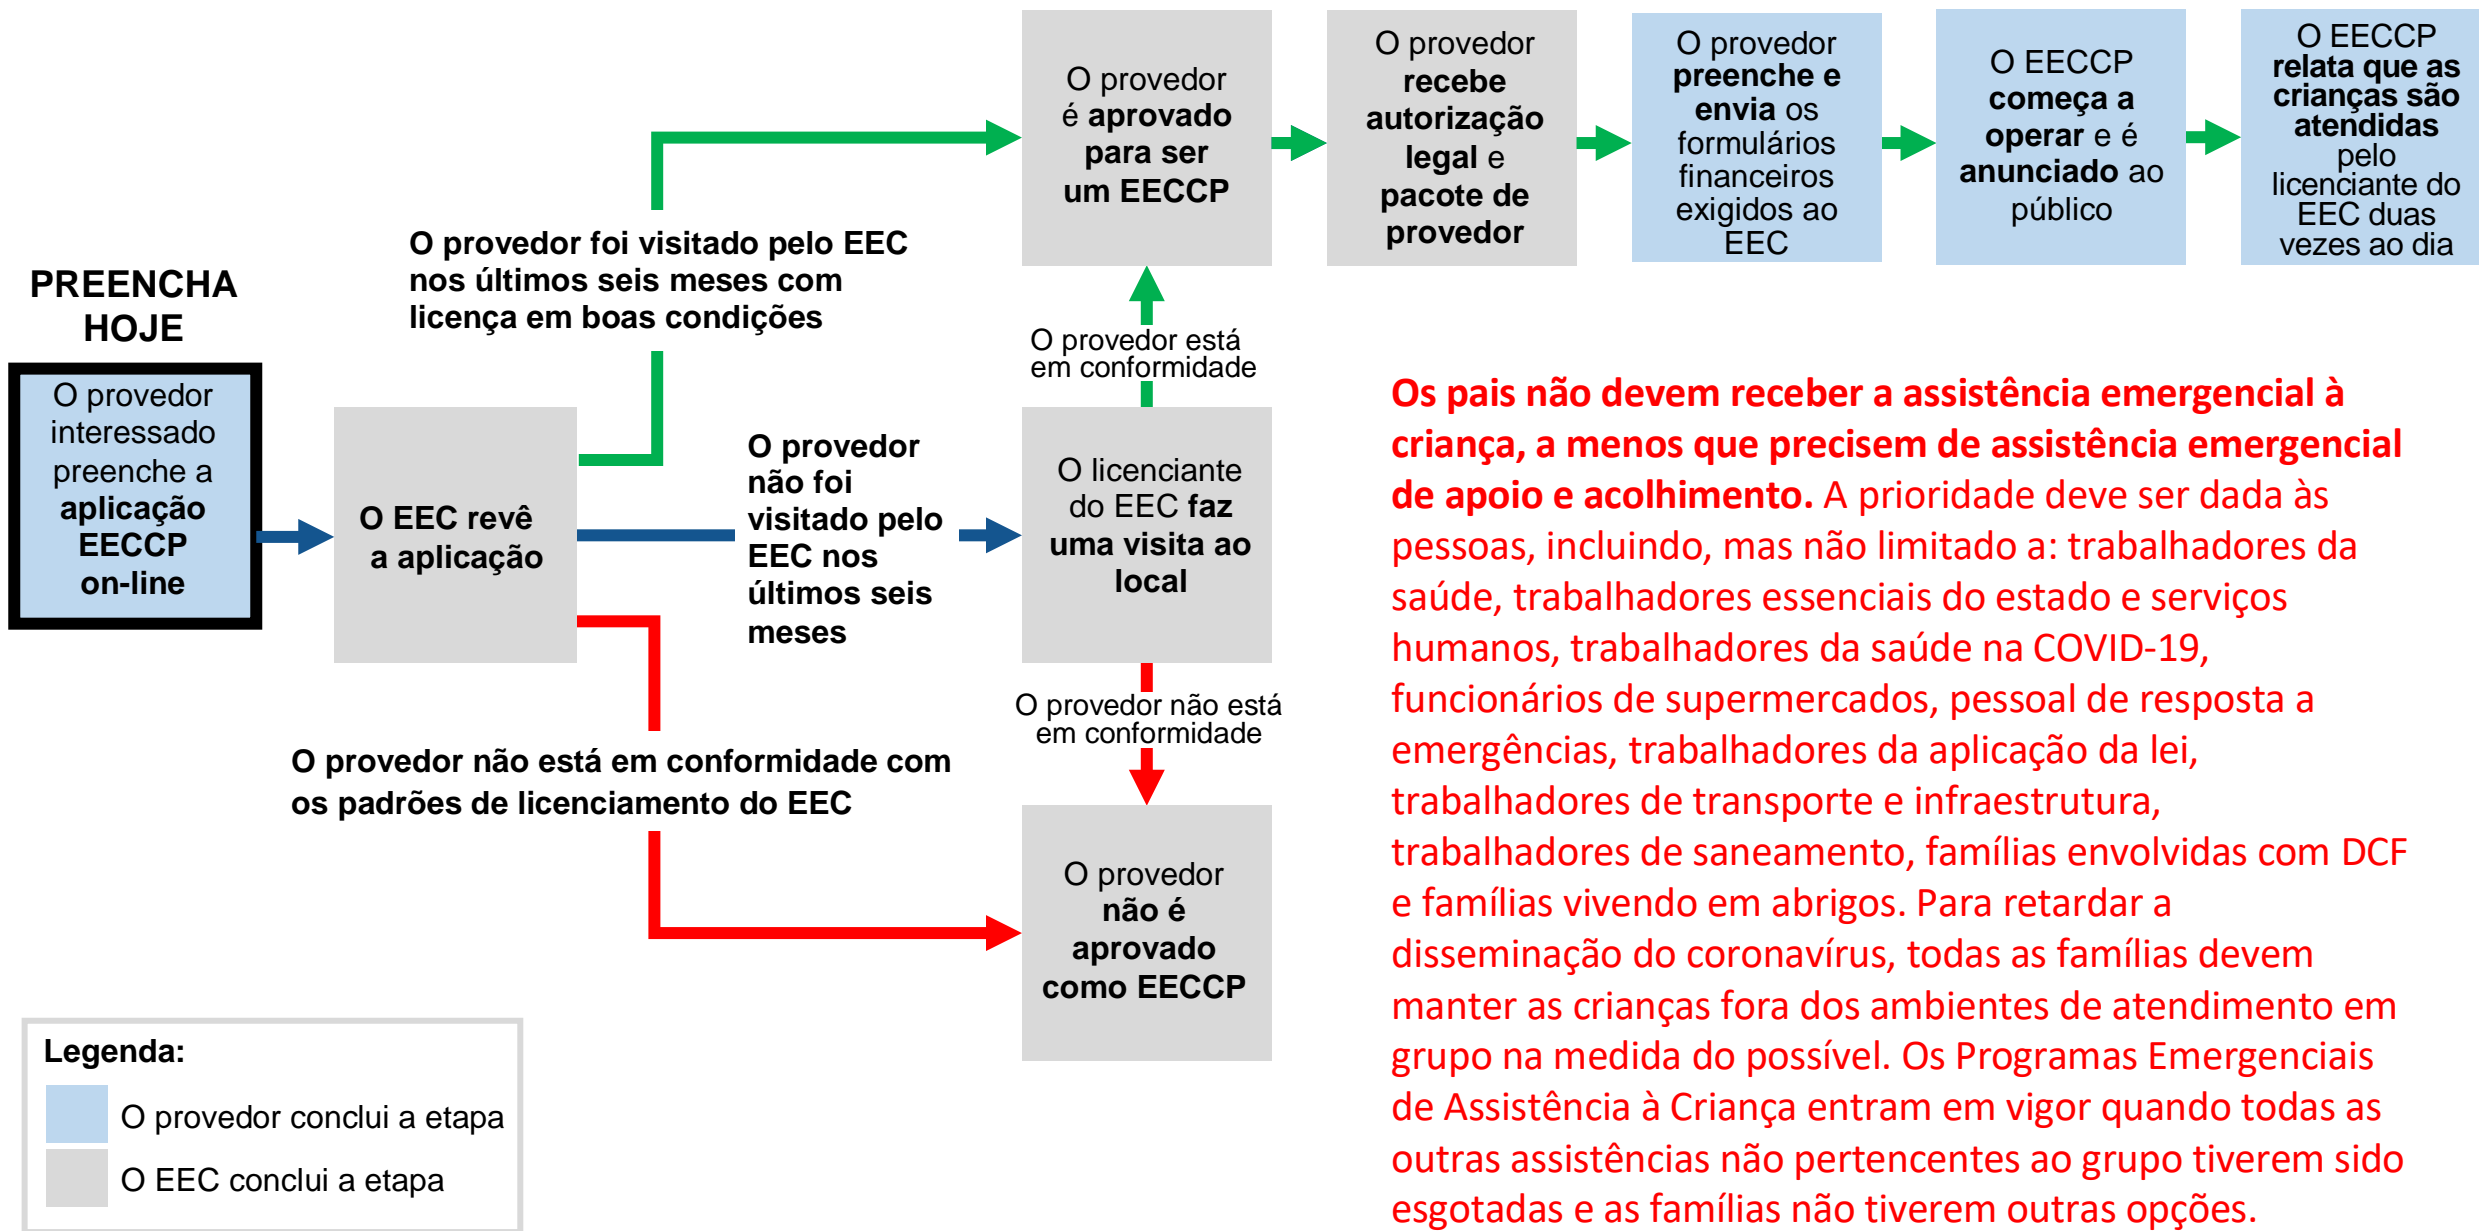 PREENCHA
HOJE
O provedor
interessado
preenche a
aplicação
EECCP
on-line
O EEC revê
a aplicação
O provedor foi visitado pelo EEC
nos últimos seis meses com
licença em boas condições
O provedor
não foi
visitado pelo
EEC nos
últimos seis
meses
O provedor não está em conformidade com
os padrões de licenciamento do EEC
O provedor
é aprovado
para ser
um EECCP
O provedor está
em conformidade
O licenciante
do EEC faz
uma visita ao
local
O provedor não está
em conformidade
O provedor
não é
aprovado
como EECCP
O provedor
recebe
autorização
legal e
pacote de
provedor
O provedor
preenche e
envia os
formulários
financeiros
exigidos ao
EEC
O EECCP
começa a
operar e é
anunciado ao
público
O EECCP
relata que as
crianças são
atendidas
pelo
licenciante do
EEC duas
vezes ao dia
Os pais não devem receber a assistência emergencial à
criança, a menos que precisem de assistência emergencial
de apoio e acolhimento. A prioridade deve ser dada às
pessoas, incluindo, mas não limitado a: trabalhadores da
saúde, trabalhadores essenciais do estado e serviços
humanos, trabalhadores da saúde na COVID-19,
funcionários de supermercados, pessoal de resposta a
emergências, trabalhadores da aplicação da lei,
trabalhadores de transporte e infraestrutura,
trabalhadores de saneamento, famílias envolvidas com DCF
e famílias vivendo em abrigos. Para retardar a
disseminação do coronavírus, todas as famílias devem
manter as crianças fora dos ambientes de atendimento em
grupo na medida do possível. Os Programas Emergenciais
de Assistência à Criança entram em vigor quando todas as
outras assistências não pertencentes ao grupo tiverem sido
esgotadas e as famílias não tiverem outras opções.
Legenda:
O provedor conclui a etapa
O EEC conclui a etapa